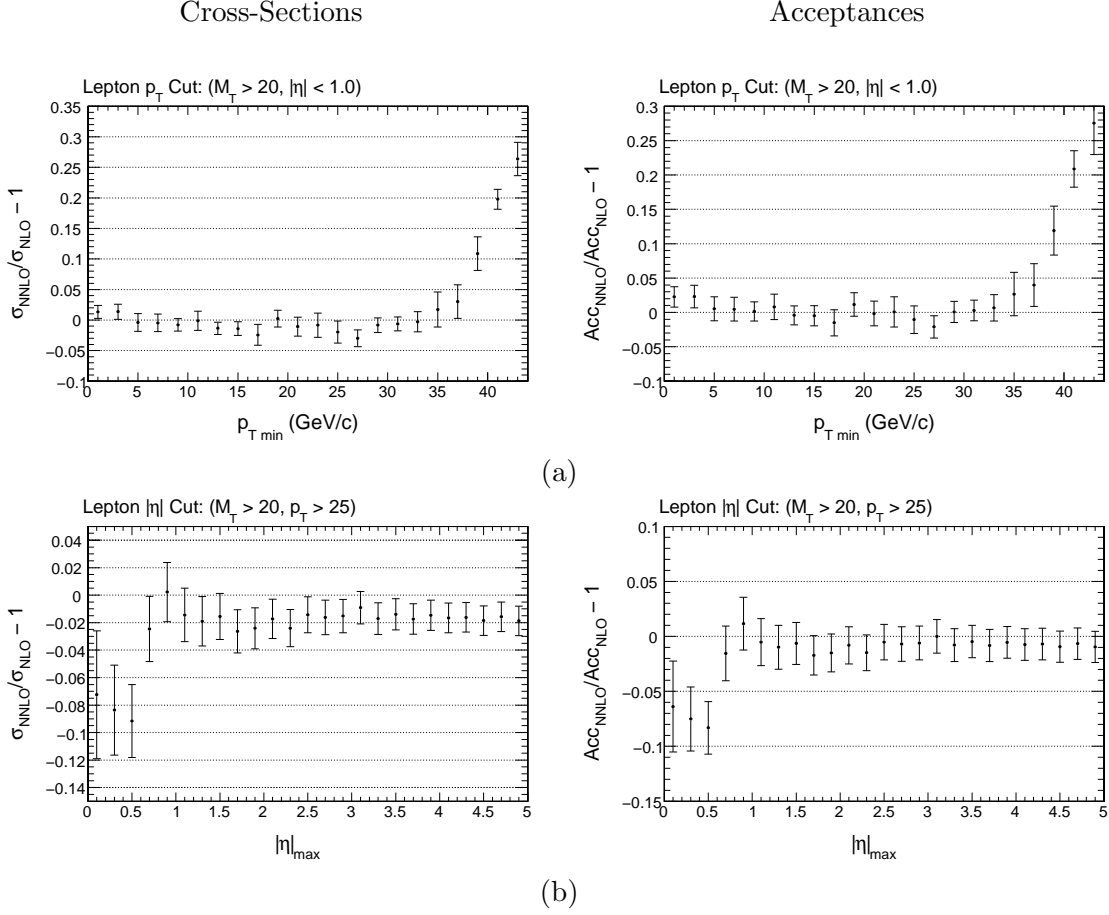 Cross-Sections
Acceptances
Lepton p_T Cut: (M_T > 20, |η| < 1.0)
σ_NNLO/σ_NLO − 1
0.35
0.3
0.25
0.2
0.15
0.1
0.05
0
−0.05
−0.1
0 5 10 15 20 25 30 35 40
p_T min (GeV/c)
Lepton p_T Cut: (M_T > 20, |η| < 1.0)
Acc_NNLO/Acc_NLO − 1
0.3
0.25
0.2
0.15
0.1
0.05
0
−0.05
−0.1
0 5 10 15 20 25 30 35 40
p_T min (GeV/c)
(a)
Lepton |η| Cut: (M_T > 20, p_T > 25)
σ_NNLO/σ_NLO − 1
0.04
0.02
0
−0.02
−0.04
−0.06
−0.08
−0.1
−0.12
−0.14
0 0.5 1 1.5 2 2.5 3 3.5 4 4.5 5
|η|_max
Lepton |η| Cut: (M_T > 20, p_T > 25)
Acc_NNLO/Acc_NLO − 1
0.1
0.05
0
−0.05
−0.1
−0.15
0 0.5 1 1.5 2 2.5 3 3.5 4 4.5 5
|η|_max
(b)